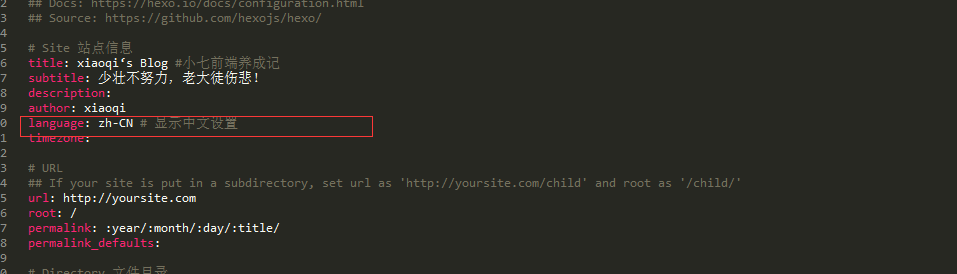 2 ## Docs: https://hexo.io/docs/configuration.html
3 ## Source: https://github.com/hexojs/hexo/
4
5 # Site 站点信息
6 title: xiaoqi‘s Blog #小七前端养成记
7 subtitle: 少壮不努力，老大徒伤悲！
8 description:
9 author: xiaoqi
0 language: zh-CN # 显示中文设置
1 timezone:
2
3 # URL
4 ## If your site is put in a subdirectory, set url as 'http://yoursite.com/child' and root as '/child/'
5 url: http://yoursite.com
6 root: /
7 permalink: :year/:month/:day/:title/
8 permalink_defaults:
9
0 # Directory 文件目录